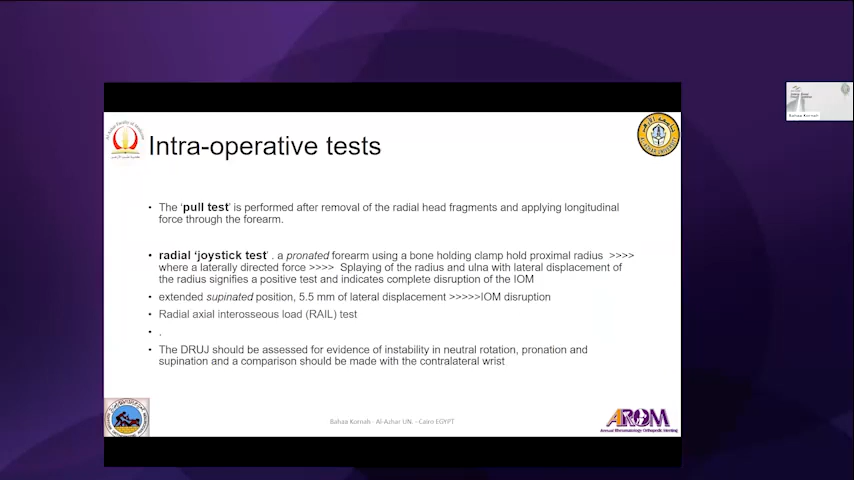 Intra-operative tests
• The 'pull test' is performed after removal of the radial head fragments and applying longitudinal
force through the forearm.
• radial 'joystick test' . a pronated forearm using a bone holding clamp hold proximal radius >>>>
where a laterally directed force >>>> Splaying of the radius and ulna with lateral displacement of
the radius signifies a positive test and indicates complete disruption of the IOM
• extended supinated position, 5.5 mm of lateral displacement >>>>>IOM disruption
• Radial axial interosseous load (RAIL) test
• .
• The DRUJ should be assessed for evidence of instability in neutral rotation, pronation and
supination and a comparison should be made with the contralateral wrist
Bahaa Kornah - Al-Azhar UN. - Cairo EGYPT
AROM
Annual Rheumatology Orthopedic Meeting
Bahaa Kornah